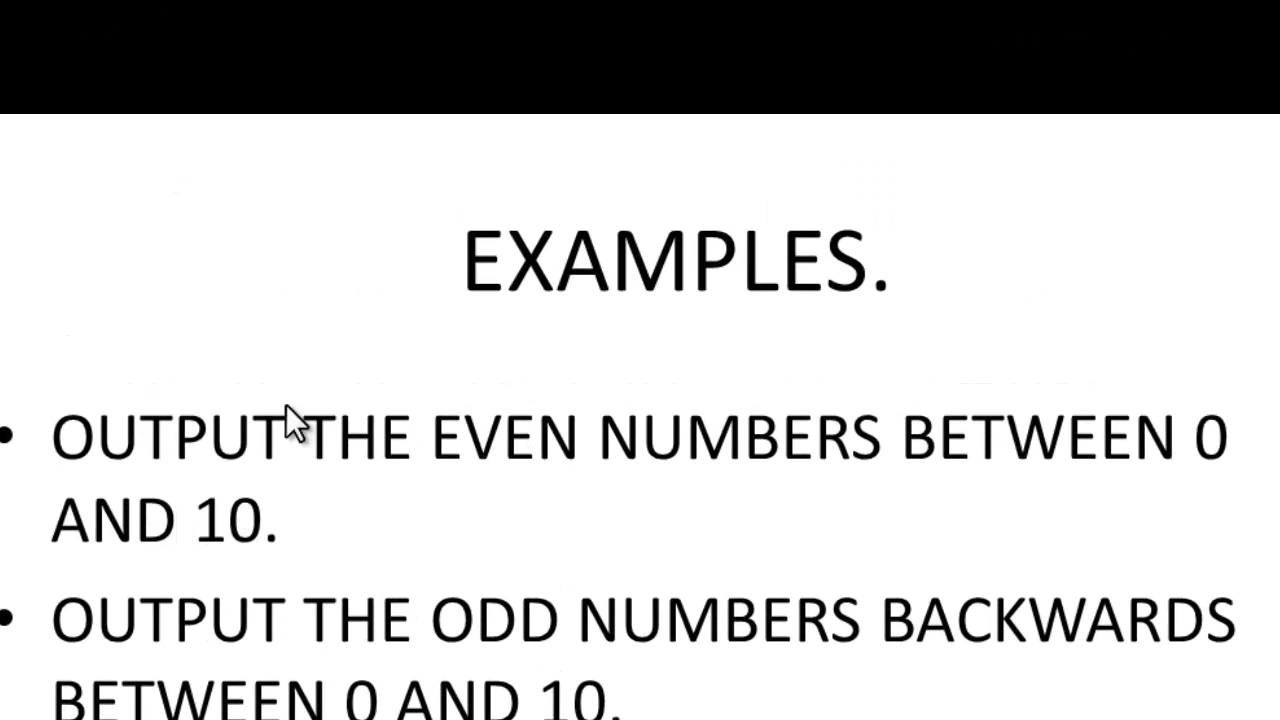 EXAMPLES.
• OUTPUT THE EVEN NUMBERS BETWEEN 0
AND 10.
• OUTPUT THE ODD NUMBERS BACKWARDS
BETWEEN 0 AND 10.